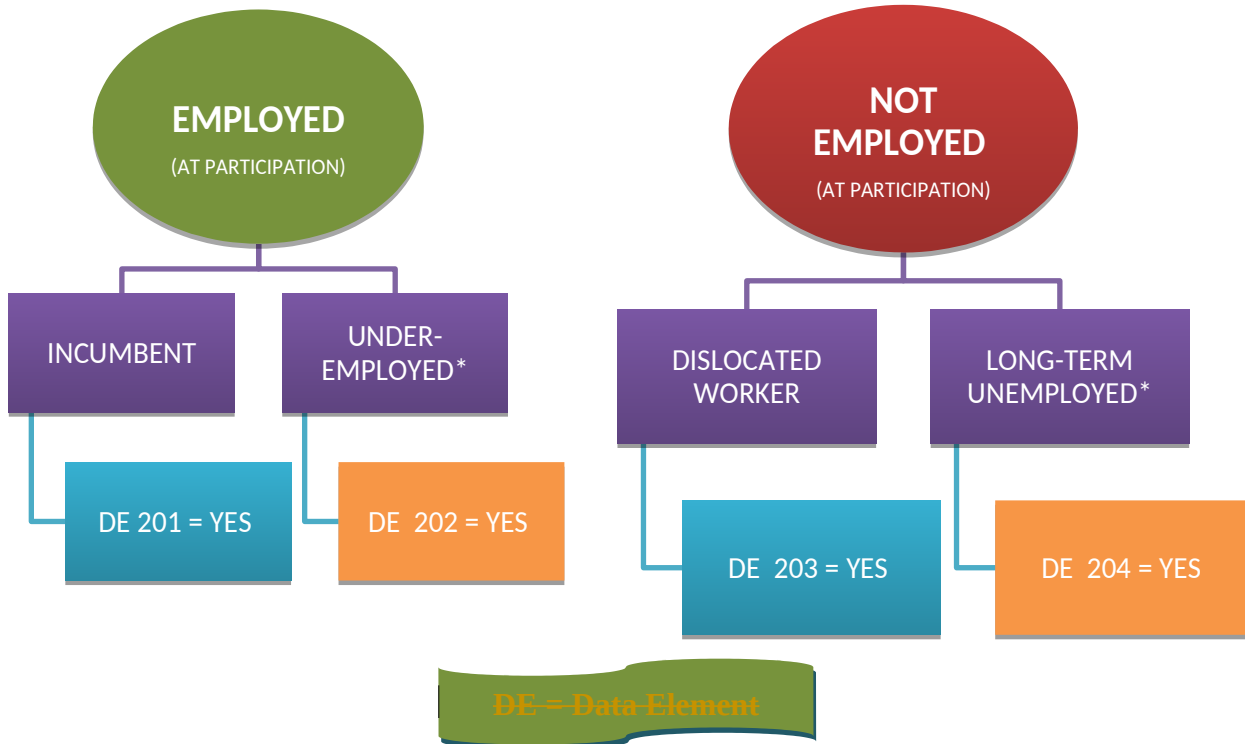 EMPLOYED
(AT PARTICIPATION)
NOT
EMPLOYED
(AT PARTICIPATION)
INCUMBENT
UNDER-
EMPLOYED*
DISLOCATED
WORKER
LONG-TERM
UNEMPLOYED*
DE 201 = YES
DE  202 = YES
DE  203 = YES
DE  204 = YES
DE = Data Element